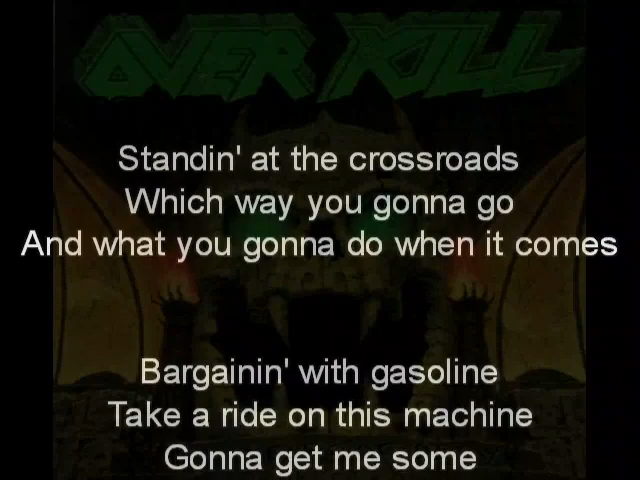 OVER KILL
Standin' at the crossroads
Which way you gonna go
And what you gonna do when it comes
Bargainin' with gasoline
Take a ride on this machine
Gonna get me some